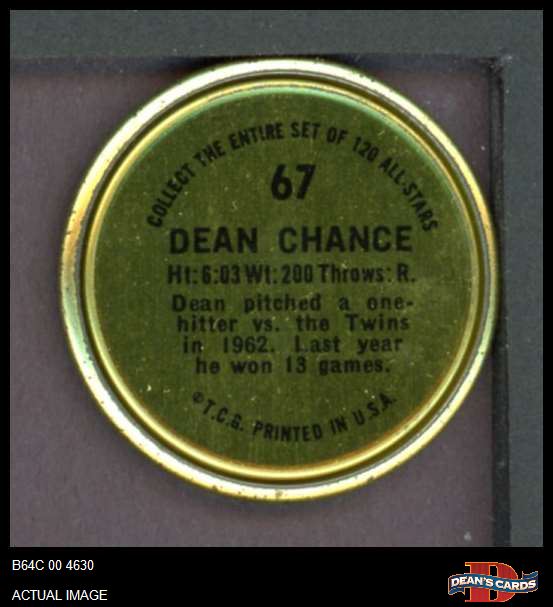 COLLECT THE ENTIRE SET OF 120 ALL-STARS
67
DEAN CHANCE
Ht: 6:03 Wt: 200 Throws: R.
Dean pitched a one-
hitter vs. the Twins
in 1962. Last year
he won 13 games.
©T.C.G. PRINTED IN U.S.A.
B64C 00 4630
ACTUAL IMAGE
D
DEAN'S CARDS